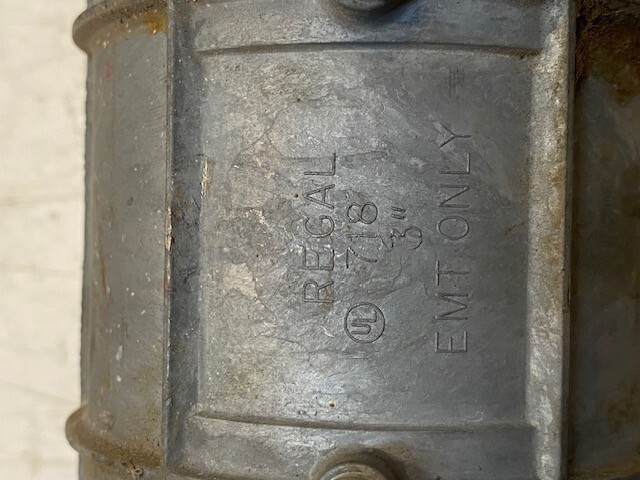 REGAL
UL 718
3"
EMT ONLY